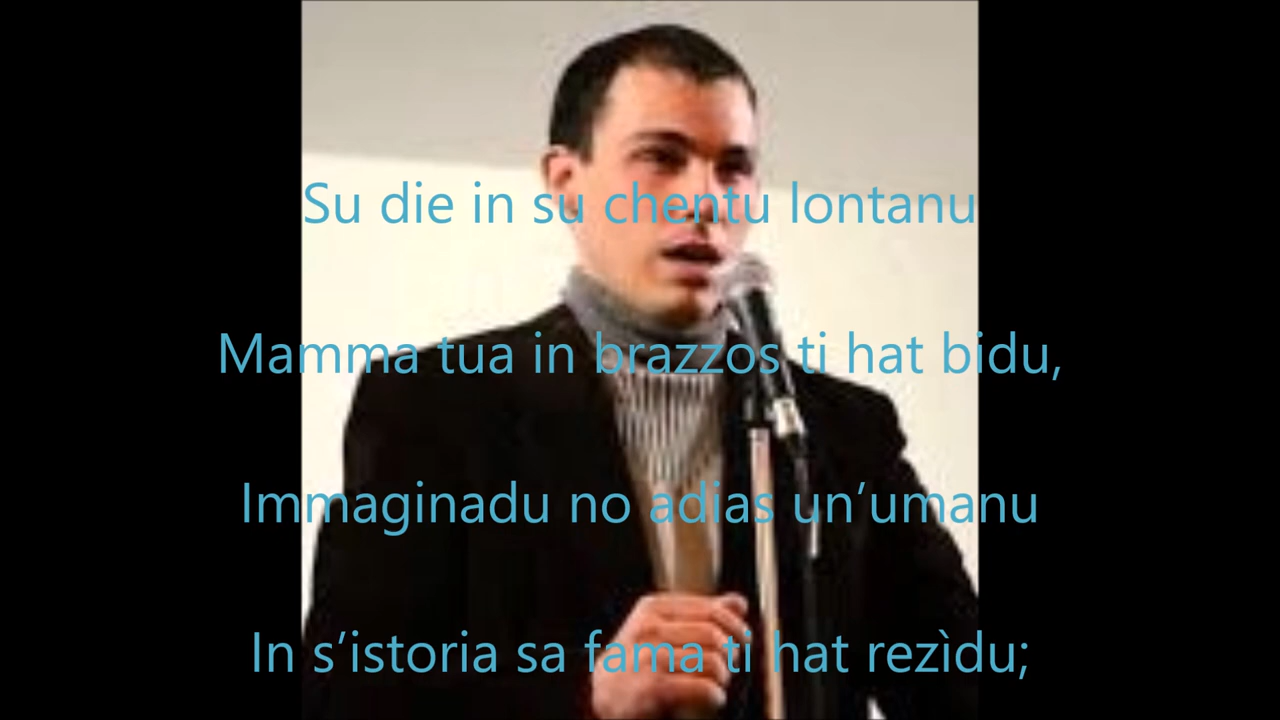 Su die in su chentu lontanu
Mamma tua in brazzos ti hat bidu,
Immaginadu no adias un’umanu
In s’istoria sa fama ti hat rezìdu;